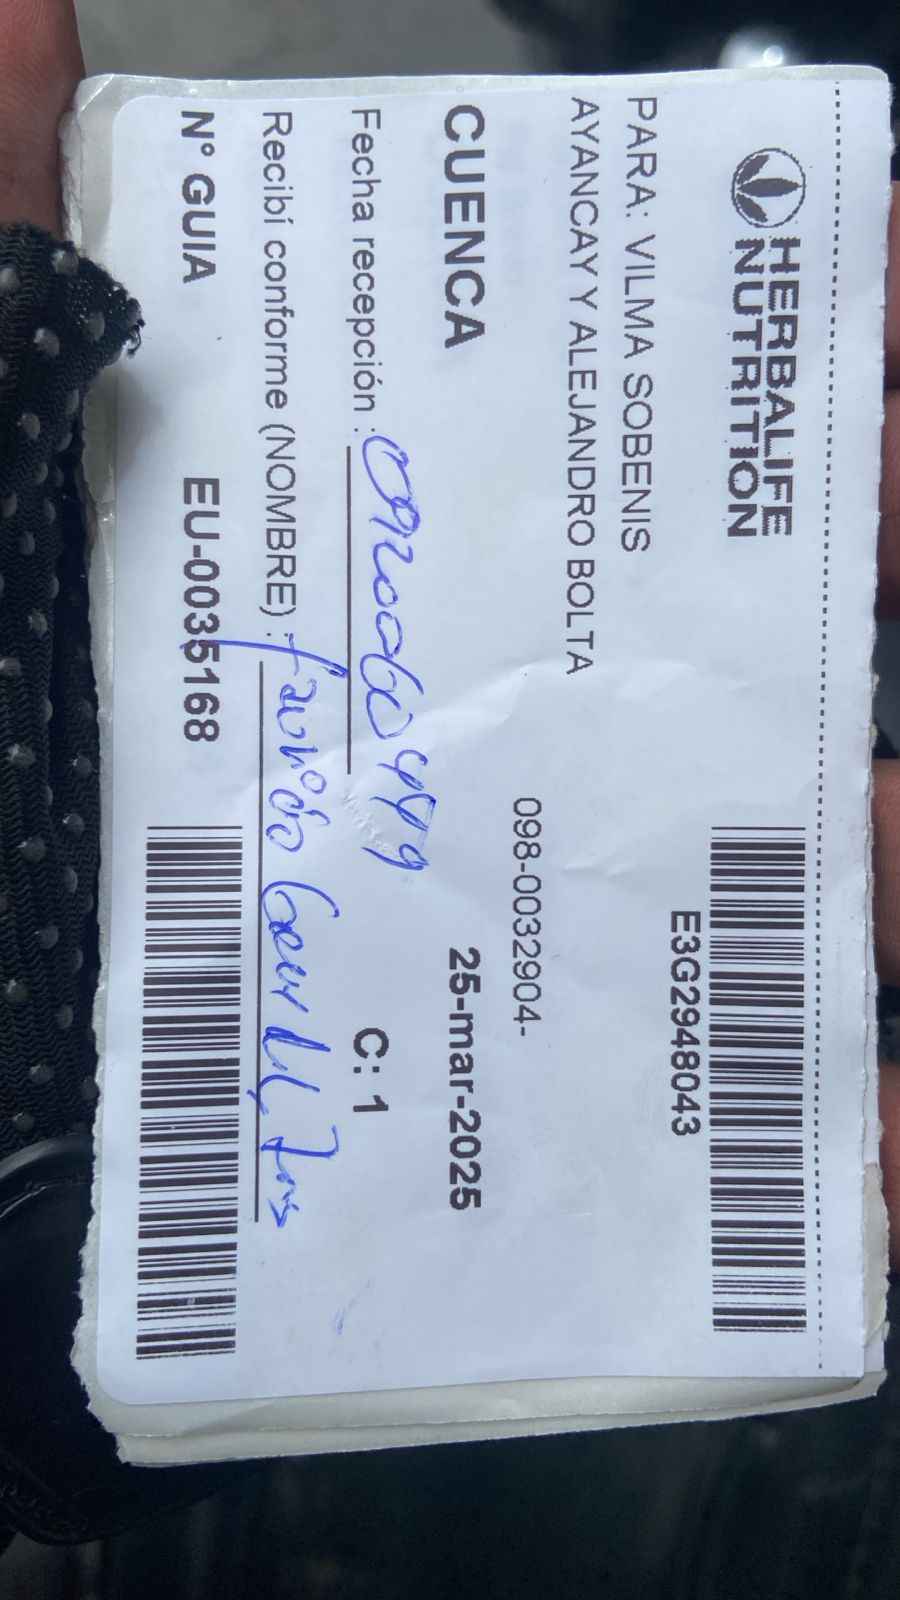 HERBALIFE
NUTRITION
E3G2948043
PARA: VILMA SOBENIS
AYANCAY Y ALEJANDRO BOLTA
098-0032904-
CUENCA 25-mar-2025
Fecha recepción : C: 1
Recibí conforme (NOMBRE) :
N° GUIA EU-0035168